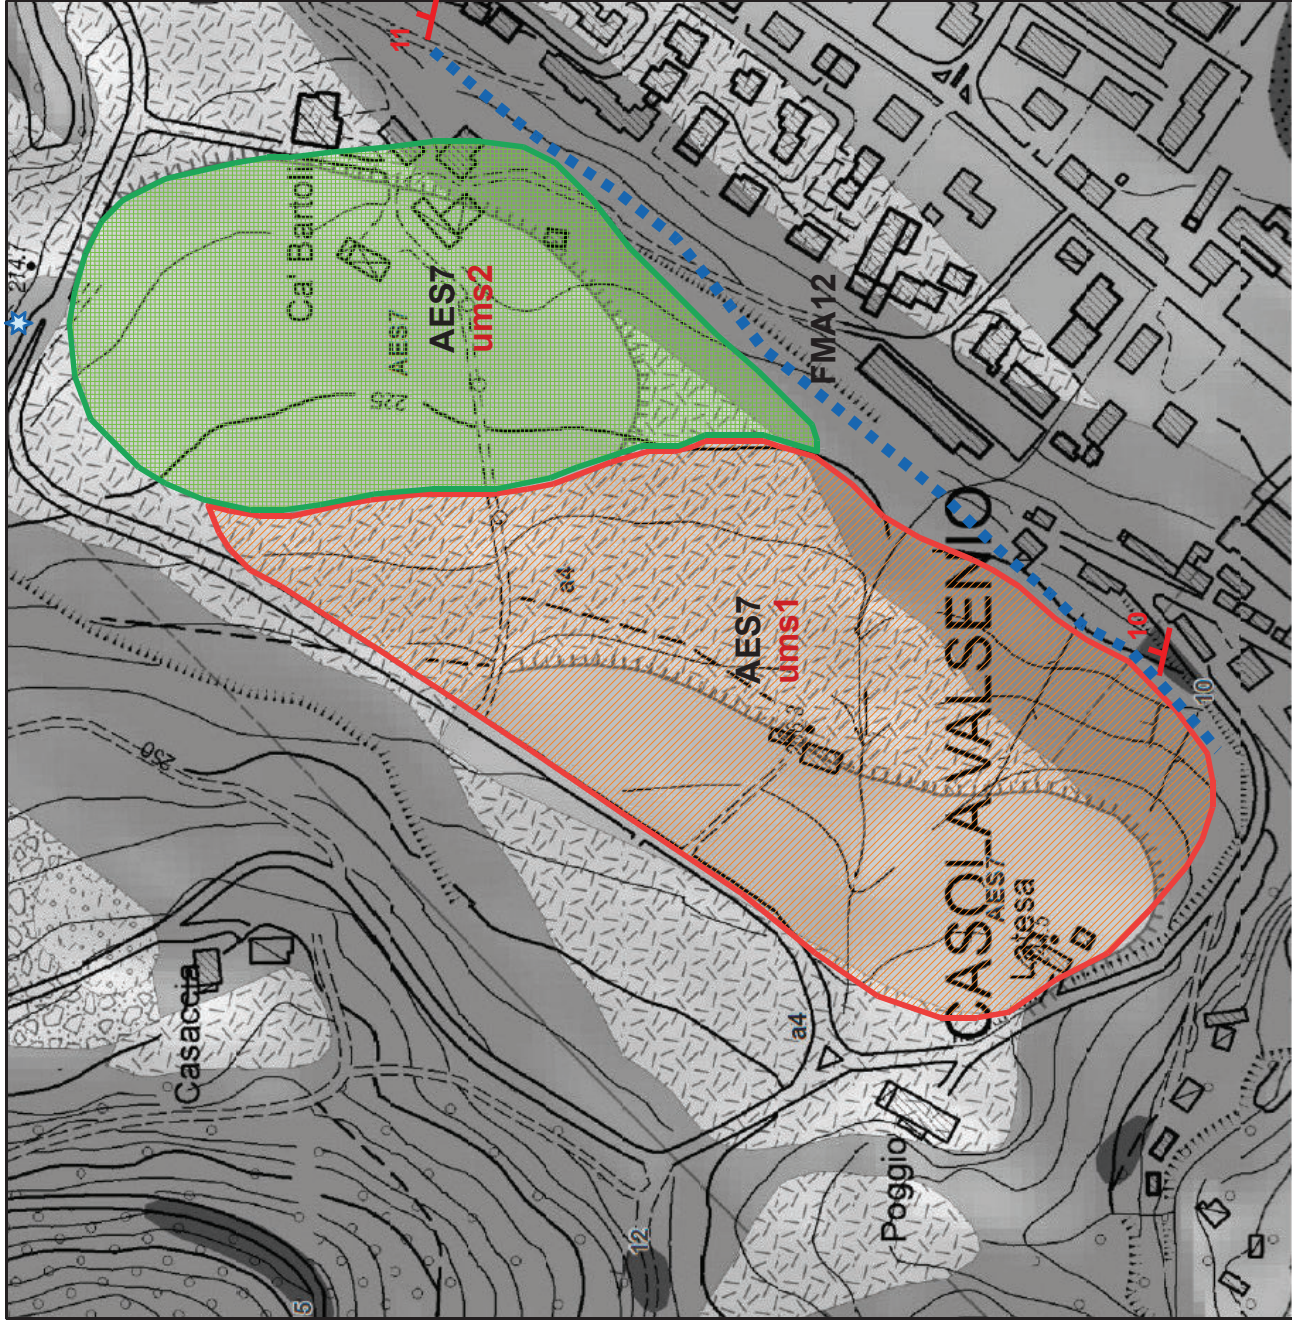 11
214
Ca' Bartoli
AES7
AES7
ums2
225
FMA12
a4
AES7
ums1
10
10
250
CASOLA VALSENIO
AES7
Latesa
Casaccia
a4
Poggio
12
5